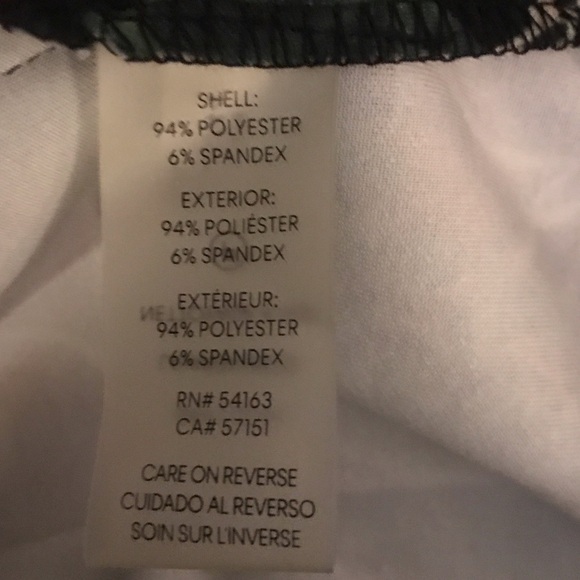 SHELL:
94% POLYESTER
6% SPANDEX
EXTERIOR:
94% POLIÉSTER
6% SPANDEX
EXTÉRIEUR:
94% POLYESTER
6% SPANDEX
RN# 54163
CA# 57151
CARE ON REVERSE
CUIDADO AL REVERSO
SOIN SUR L'INVERSE